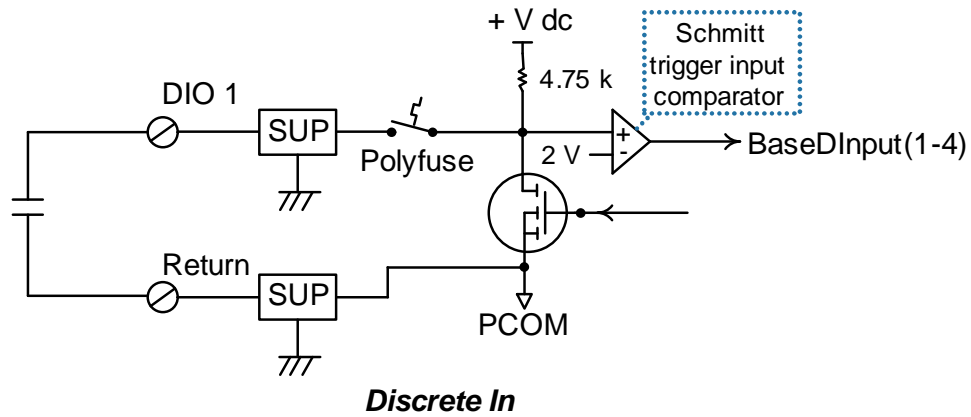 + V dc
Schmitt
trigger input
comparator
4.75 k
DIO 1
SUP
Polyfuse
+
2 V
-
BaseDInput(1-4)
Return
SUP
PCOM
Discrete In